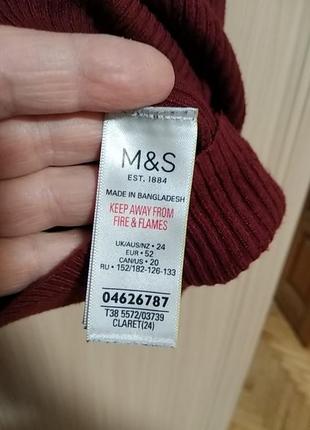 M&S
EST. 1884
MADE IN BANGLADESH
KEEP AWAY FROM
FIRE & FLAMES
UK/AUS/NZ • 24
EUR • 52
CAN/US • 20
RU • 152/182-126-133
04626787
T38 5572/03739
CLARET(24)